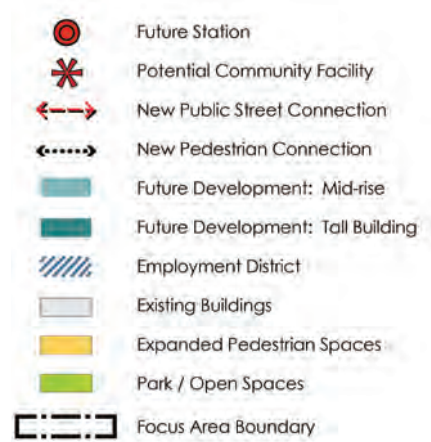 Future Station
Potential Community Facility
New Public Street Connection
New Pedestrian Connection
Future Development: Mid-rise
Future Development: Tall Building
Employment District
Existing Buildings
Expanded Pedestrian Spaces
Park / Open Spaces
Focus Area Boundary